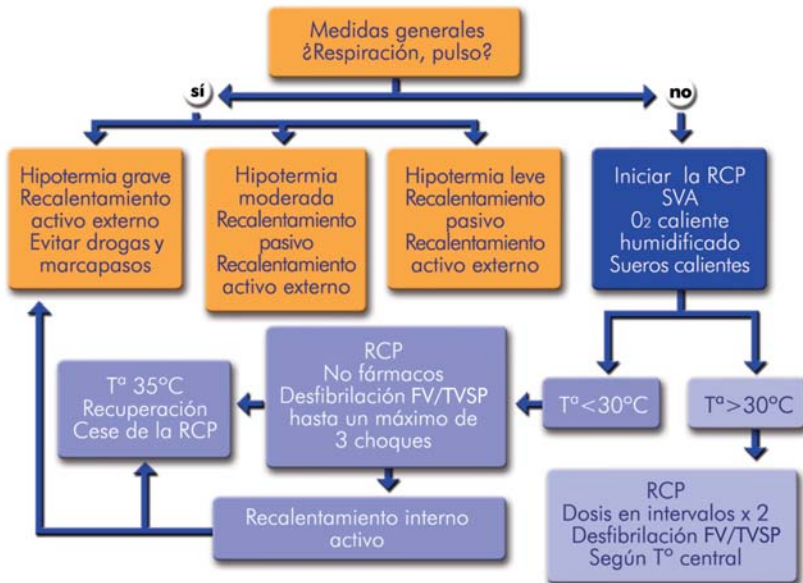 Medidas generales
¿Respiración, pulso?
sí
no
Hipotermia grave
Recalentamiento
activo externo
Evitar drogas y
marcapasos
Hipotermia
moderada
Recalentamiento
pasivo
Recalentamiento
activo externo
Hipotermia leve
Recalentamiento
pasivo
Recalentamiento
activo externo
Iniciar la RCP
SVA
O₂ caliente
humidificado
Sueros calientes
Tª 35ºC
Recuperación
Cese de la RCP
RCP
No fármacos
Desfibrilación FV/TVSP
hasta un máximo de
3 choques
Tª<30ºC
Tª>30ºC
Recalentamiento interno
activo
RCP
Dosis en intervalos x 2
Desfibrilación FV/TVSP
Según Tº central